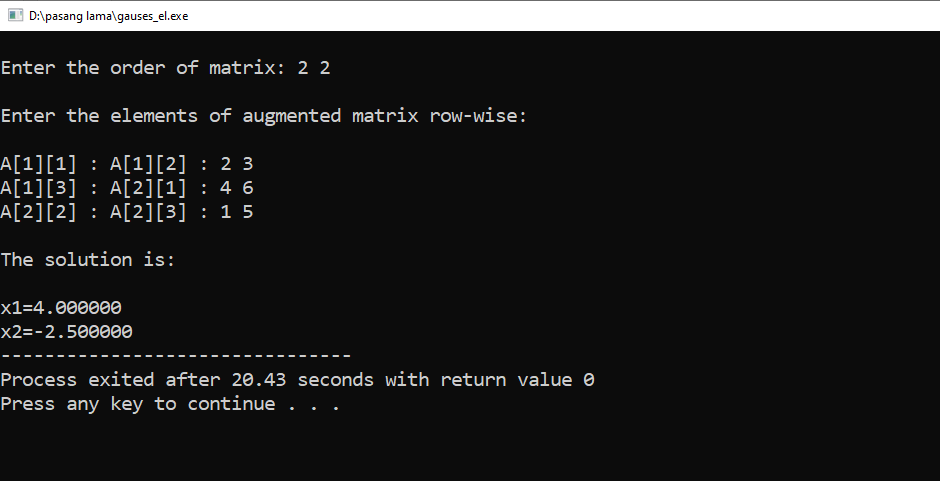 D:\pasang lama\gauses_el.exe
Enter the order of matrix: 2 2
Enter the elements of augmented matrix row-wise:
A[1][1] : A[1][2] : 2 3
A[1][3] : A[2][1] : 4 6
A[2][2] : A[2][3] : 1 5
The solution is:
x1=4.000000
x2=-2.500000
--------------------------------
Process exited after 20.43 seconds with return value 0
Press any key to continue . . .